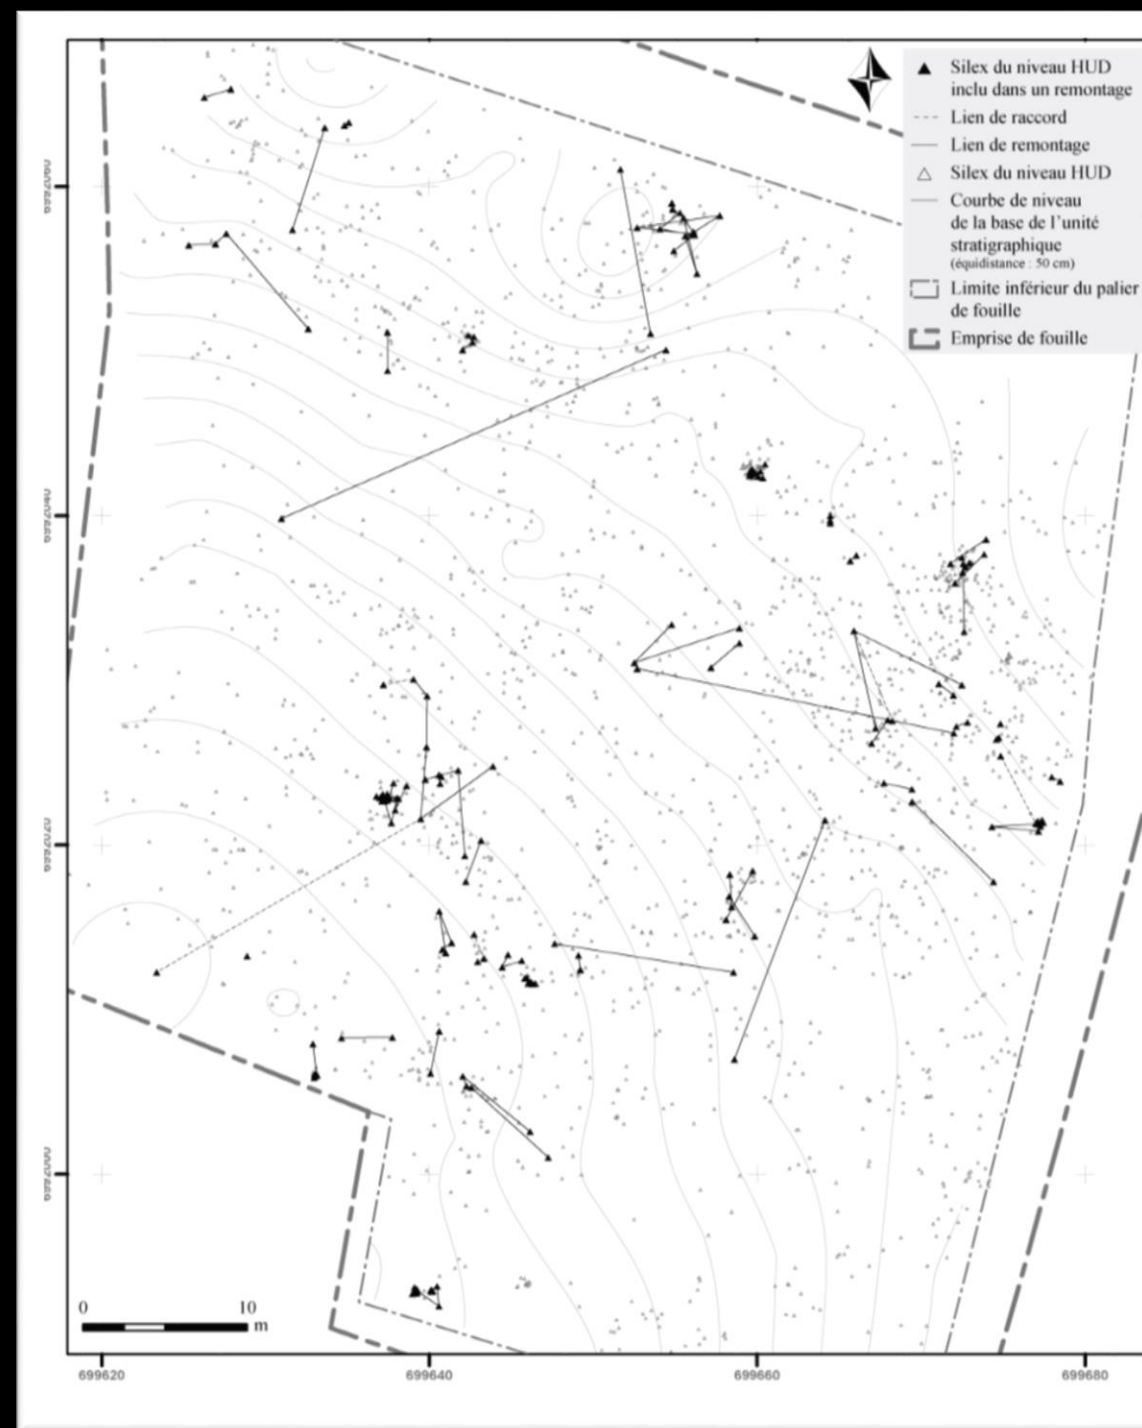 Silex du niveau HUD
inclu dans un remontage
Lien de raccord
Lien de remontage
Silex du niveau HUD
Courbe de niveau
de la base de l'unité
stratigraphique
(équidistance : 50 cm)
Limite inférieur du palier
de fouille
Emprise de fouille
0 10
m
699620 699640 699660 699680